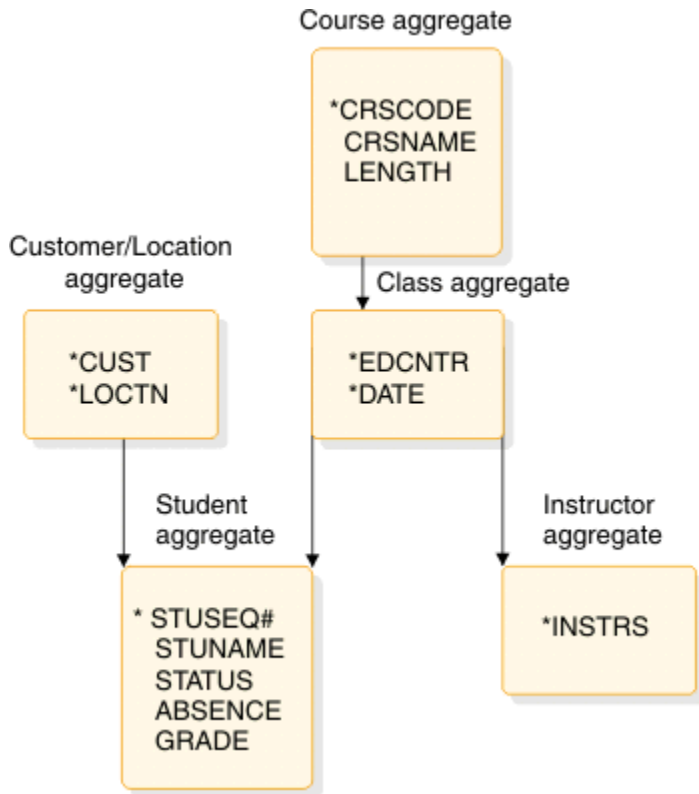 Course aggregate
*CRSCODE
CRSNAME
LENGTH
Customer/Location
aggregate
Class aggregate
*CUST
*LOCTN
*EDCNTR
*DATE
Student
aggregate
Instructor
aggregate
* STUSEQ#
STUNAME
STATUS
ABSENCE
GRADE
*INSTRS